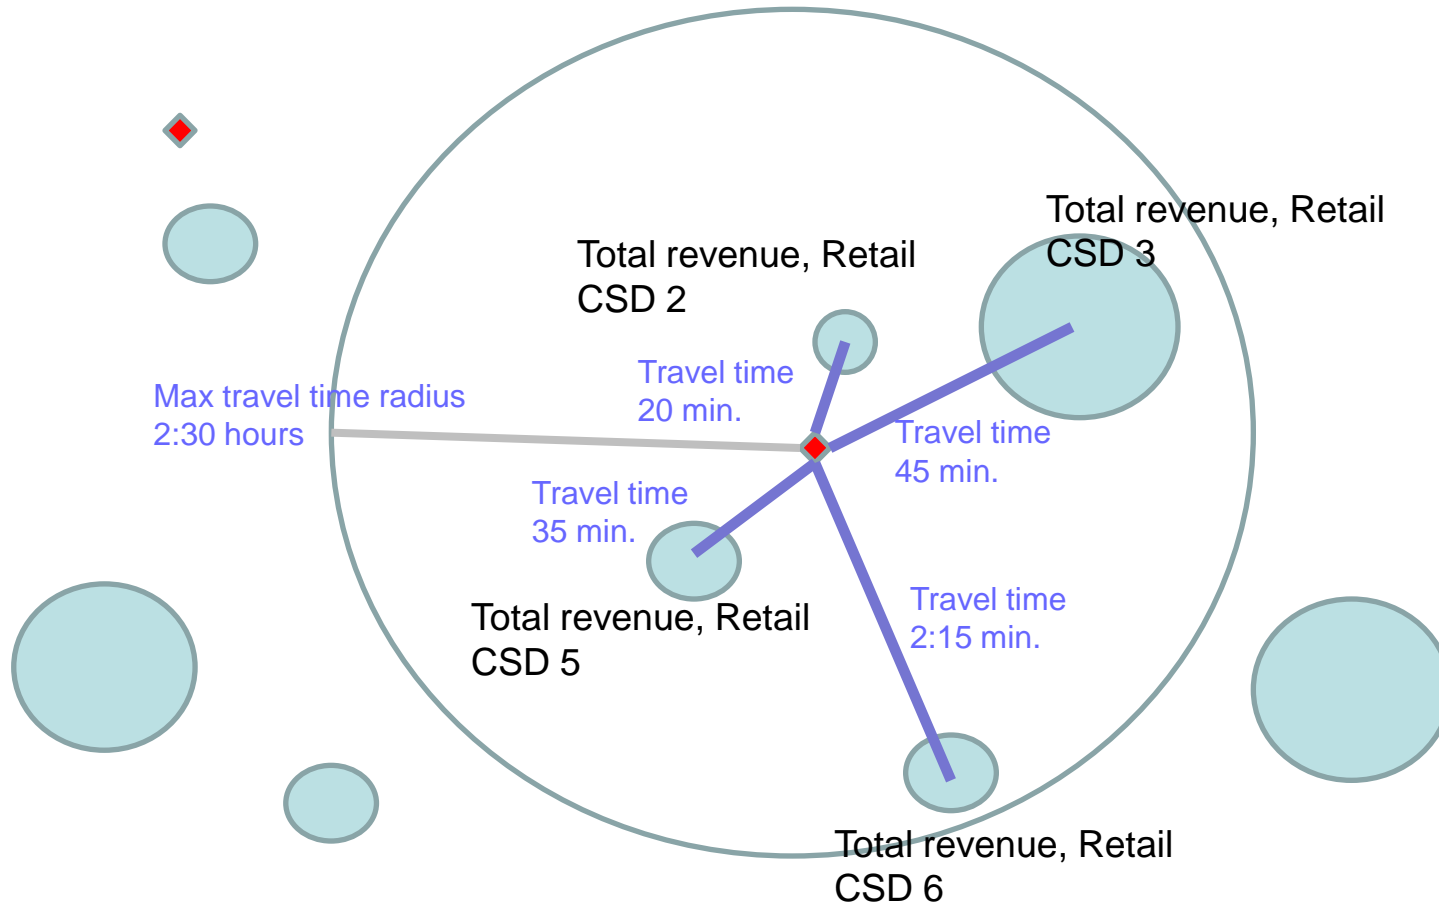 Total revenue, Retail
CSD 3
Total revenue, Retail
CSD 2
Travel time
20 min.
Max travel time radius
2:30 hours
Travel time
45 min.
Travel time
35 min.
Total revenue, Retail
CSD 5
Travel time
2:15 min.
Total revenue, Retail
CSD 6